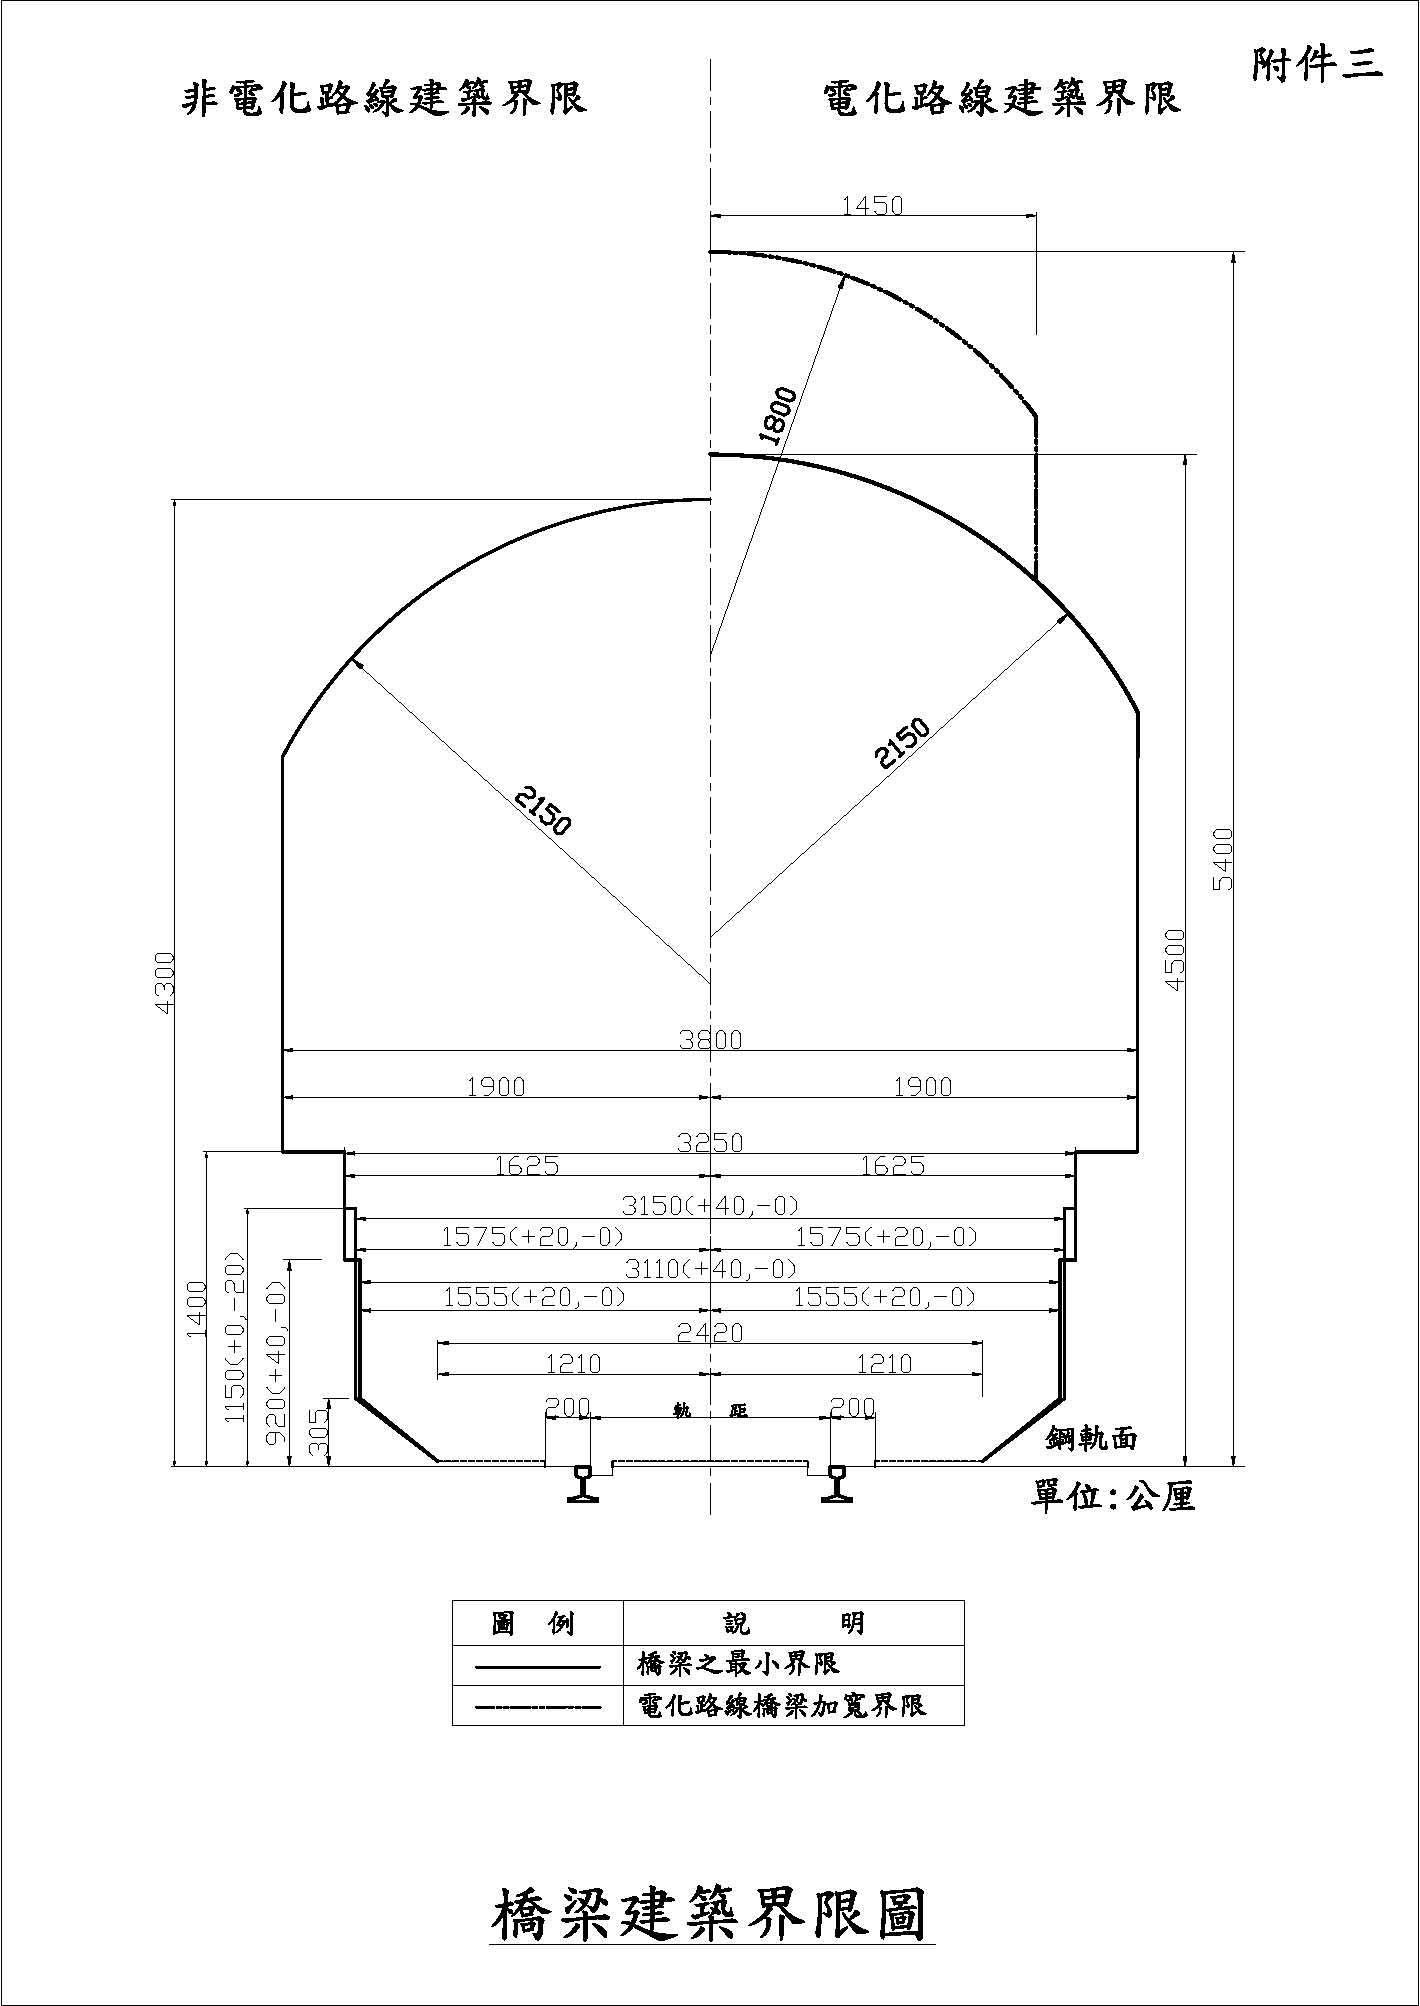 附件三
非電化路線建築界限
電化路線建築界限
1450
1800
2150
2150
5400
4500
4300
3800
1900
1900
3250
1625
1625
3150(+40,-0)
1575(+20,-0)
1575(+20,-0)
3110(+40,-0)
1555(+20,-0)
1555(+20,-0)
2420
1210
1210
200
軌 距
200
1400
1150(+0,-20)
920(+40,-0)
305
鋼軌面
單位:公厘
圖 例
說 明
橋梁之最小界限
電化路線橋梁加寬界限
橋梁建築界限圖